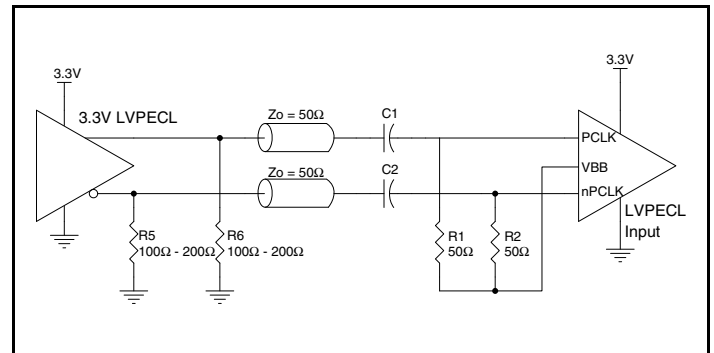 3.3V
3.3V LVPECL
Zo = 50Ω
C1
Zo = 50Ω
C2
3.3V
PCLK
VBB
nPCLK
LVPECL
Input
R5
100Ω - 200Ω
R6
100Ω - 200Ω
R1
50Ω
R2
50Ω